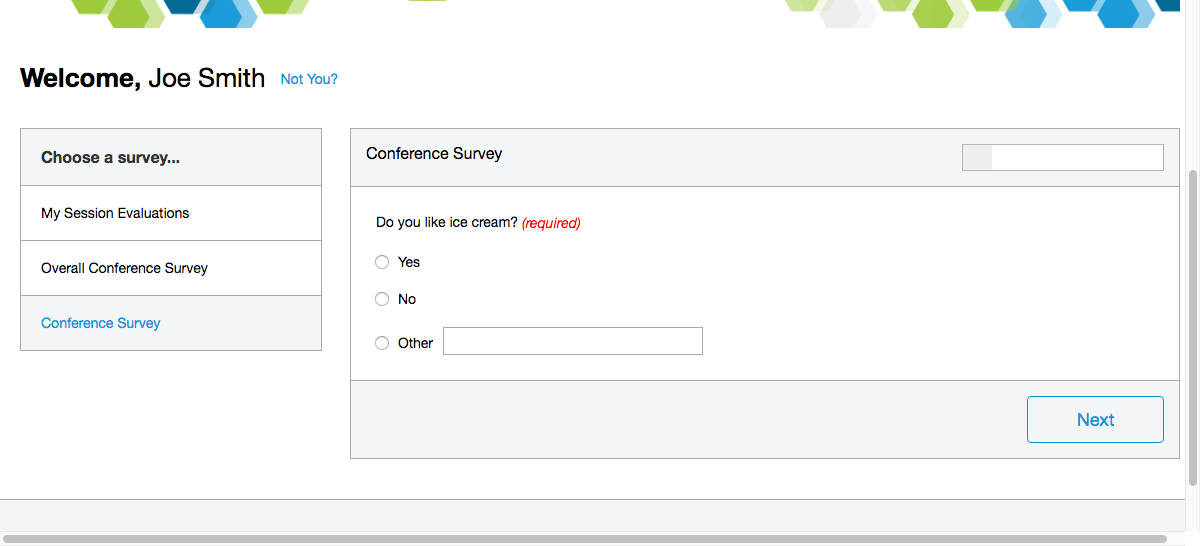 Welcome, Joe Smith Not You?
Choose a survey...
My Session Evaluations
Overall Conference Survey
Conference Survey
Conference Survey
Do you like ice cream? (required)
Yes
No
Other
Next